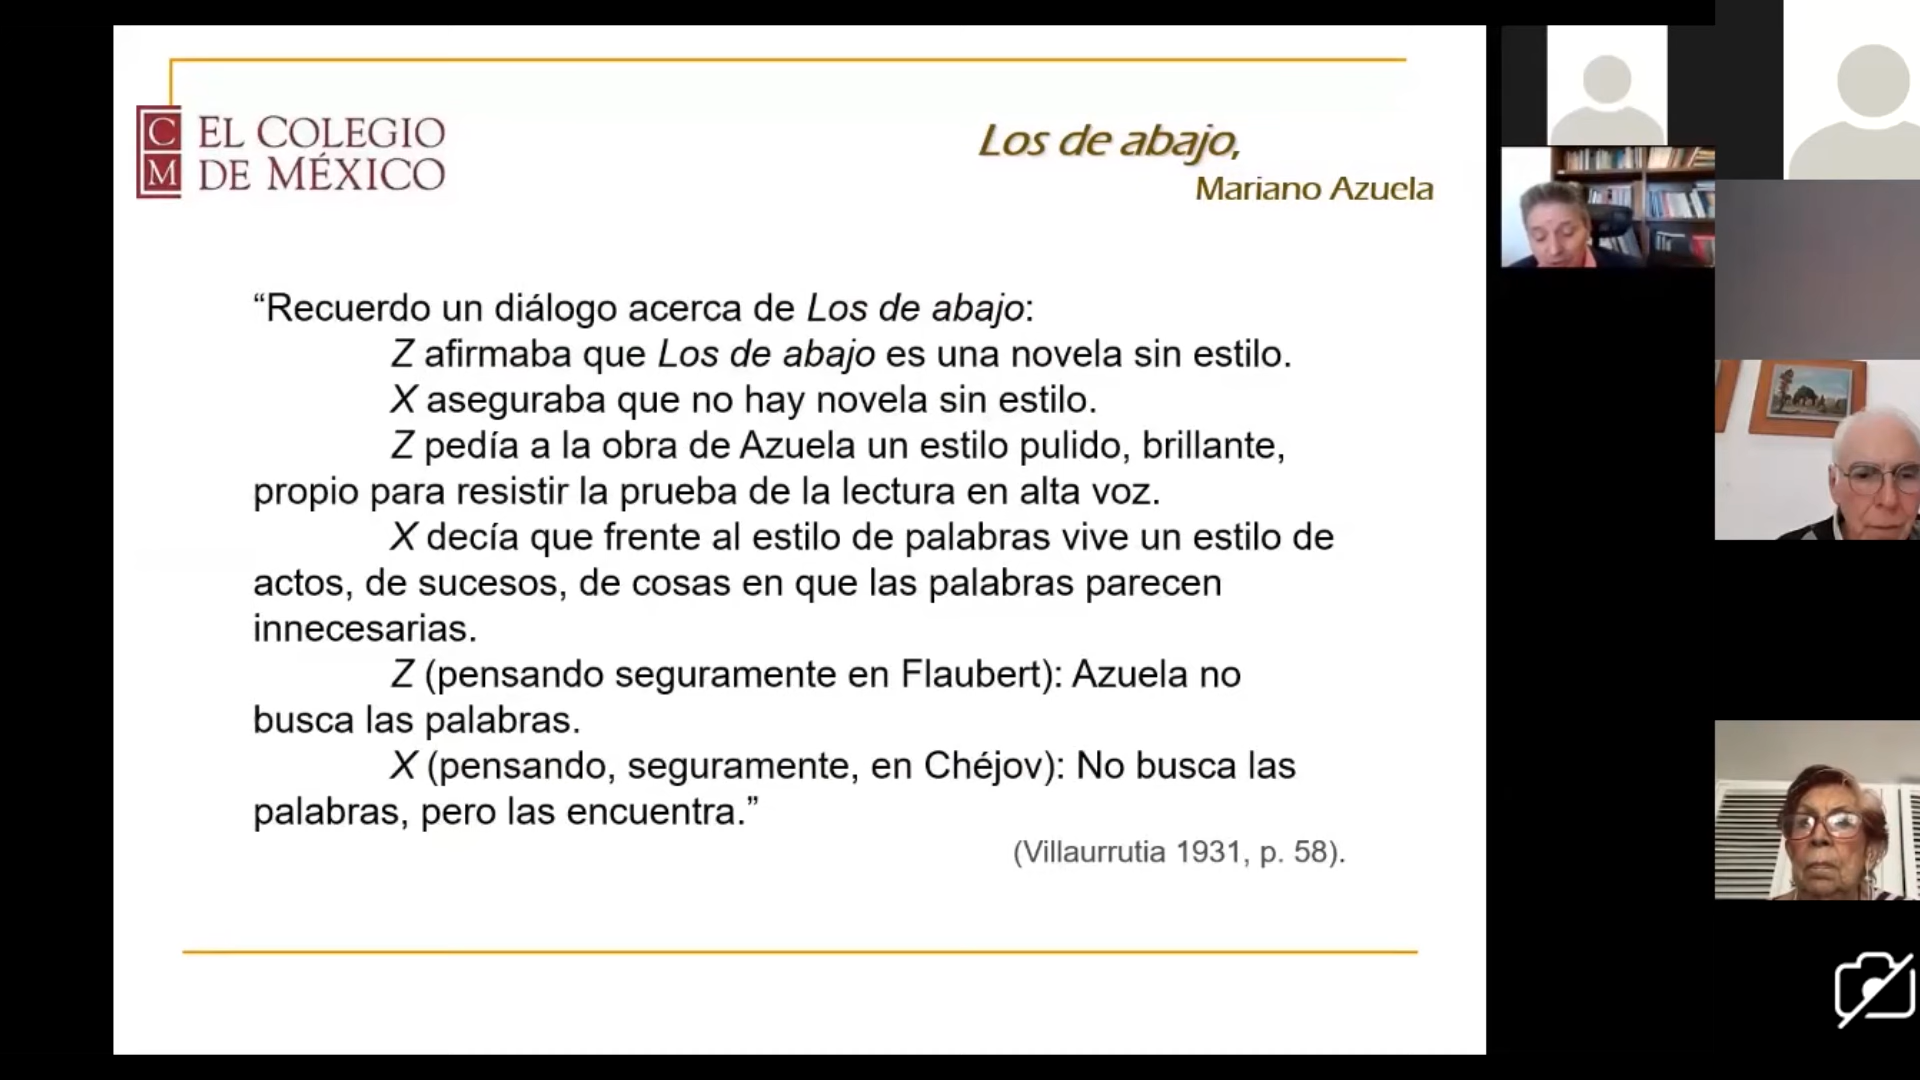 C
M
EL COLEGIO
DE MÉXICO
Los de abajo,
Mariano Azuela
“Recuerdo un diálogo acerca de Los de abajo:
Z afirmaba que Los de abajo es una novela sin estilo.
X aseguraba que no hay novela sin estilo.
Z pedía a la obra de Azuela un estilo pulido, brillante,
propio para resistir la prueba de la lectura en alta voz.
X decía que frente al estilo de palabras vive un estilo de
actos, de sucesos, de cosas en que las palabras parecen
innecesarias.
Z (pensando seguramente en Flaubert): Azuela no
busca las palabras.
X (pensando, seguramente, en Chéjov): No busca las
palabras, pero las encuentra.”
(Villaurrutia 1931, p. 58).